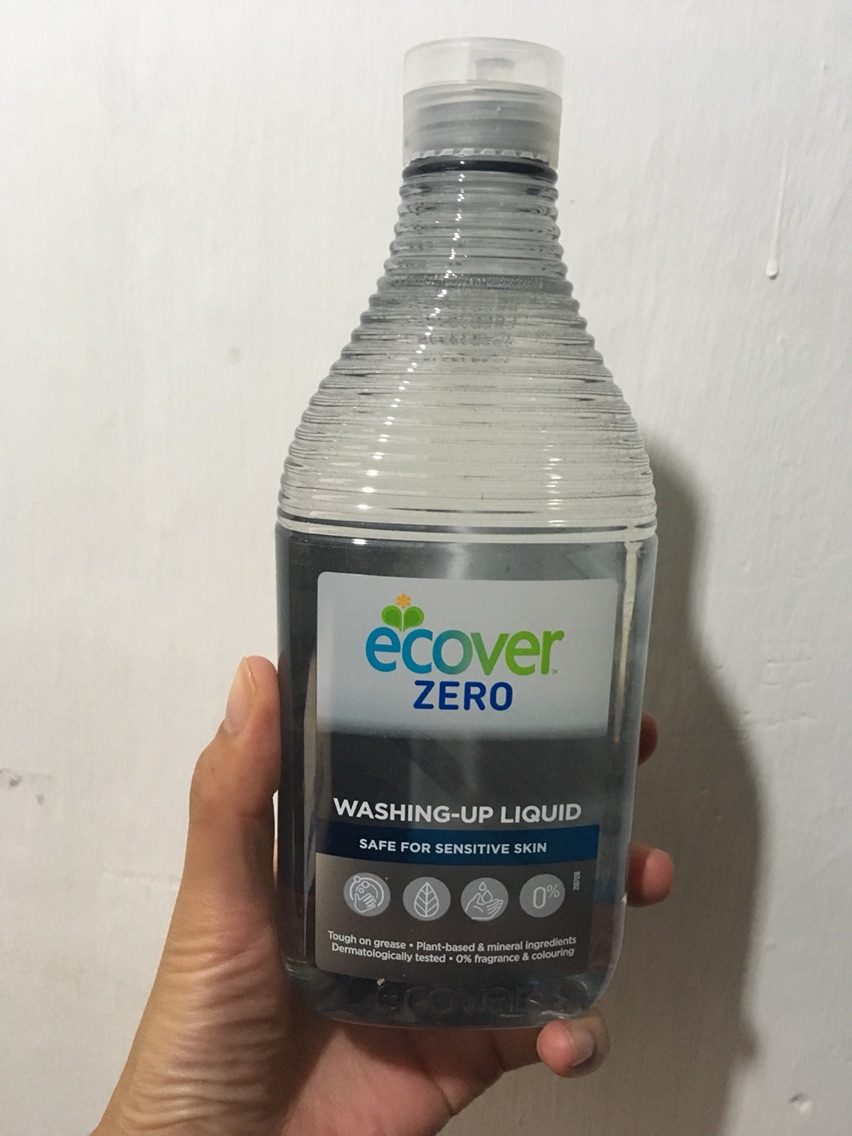 ecover™
ZERO
WASHING-UP LIQUID
SAFE FOR SENSITIVE SKIN
0%
Tough on grease • Plant-based & mineral ingredients
Dermatologically tested • 0% fragrance & colouring
ecover